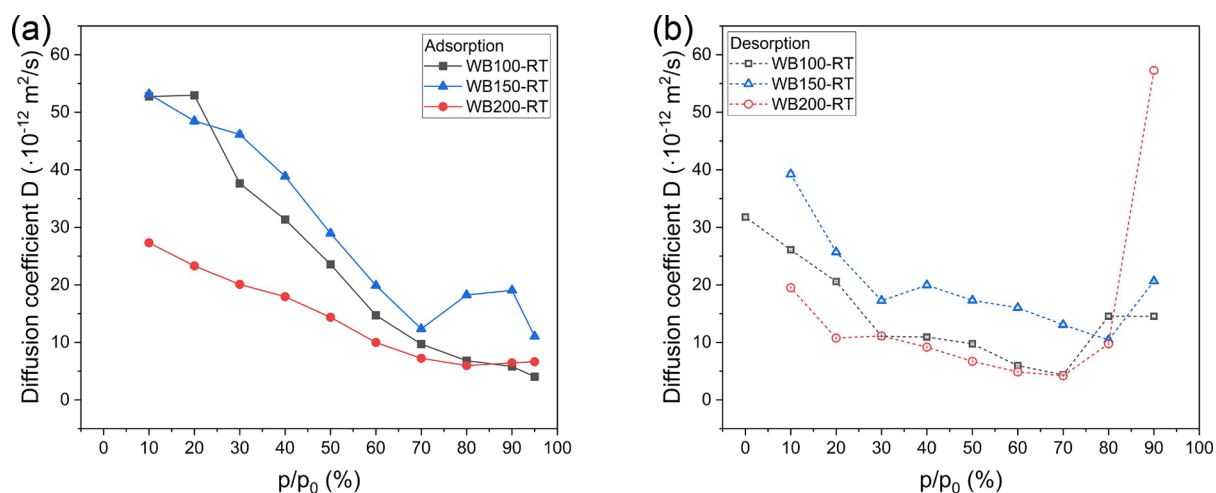 (a)
Diffusion coefficient D (·10⁻¹² m²/s)
60
50
40
30
20
10
0
Adsorption
WB100-RT
WB150-RT
WB200-RT
0 10 20 30 40 50 60 70 80 90 100
p/p₀ (%)
(b)
Diffusion coefficient D (·10⁻¹² m²/s)
60
50
40
30
20
10
0
Desorption
WB100-RT
WB150-RT
WB200-RT
0 10 20 30 40 50 60 70 80 90 100
p/p₀ (%)